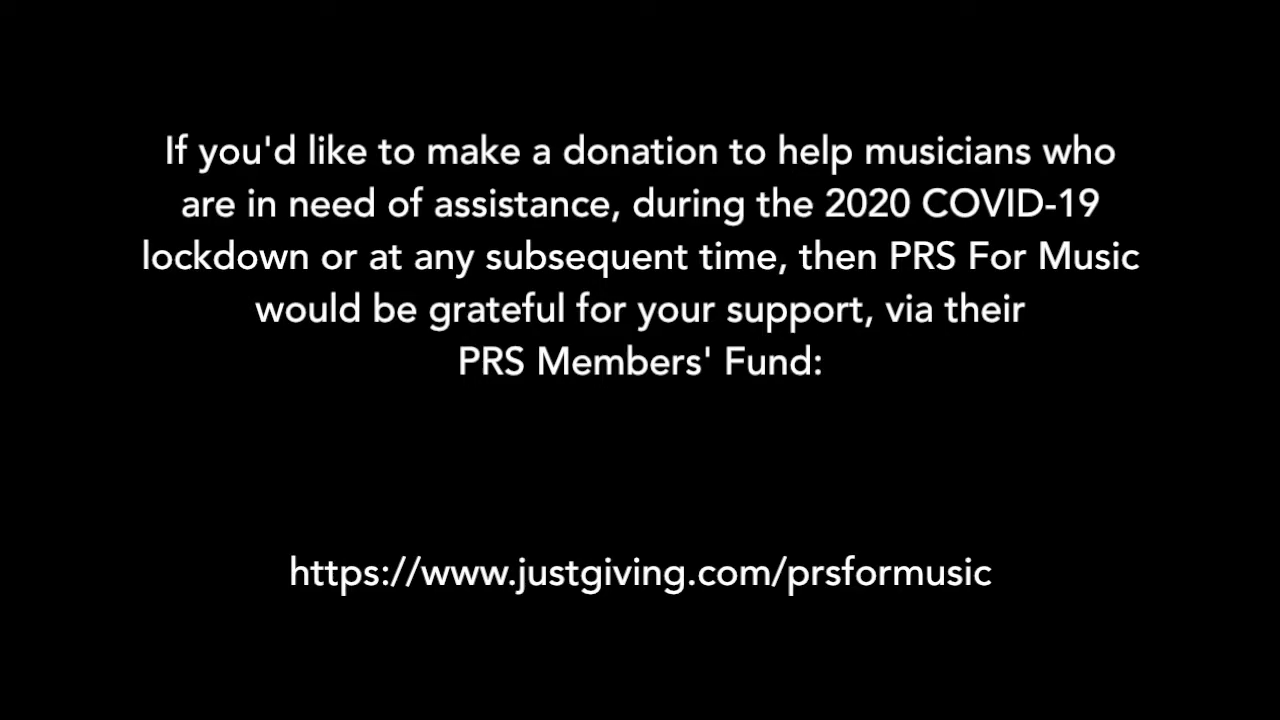 If you'd like to make a donation to help musicians who
are in need of assistance, during the 2020 COVID-19
lockdown or at any subsequent time, then PRS For Music
would be grateful for your support, via their
PRS Members' Fund:
https://www.justgiving.com/prsformusic